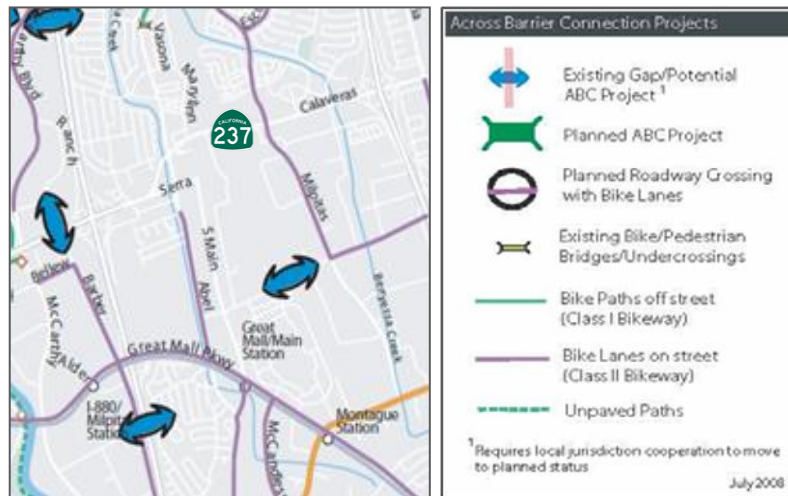 Creek
Vasona
Marylinn
Calaveras
CALIFORNIA
237
Ranch
Serra
Milpitas
S Main
Abel
Bellew
Barber
McCarthy
Alder
Great Mall Pkwy
Great
Mall/Main
Station
Berryessa Creek
I-880/
Station
Montague
Station
Across Barrier Connection Projects
Existing Gap/Potential
ABC Project 1
Planned ABC Project
Planned Roadway Crossing
with Bike Lanes
Existing Bike/Pedestrian
Bridges/Undercrossings
Bike Paths off street
(Class I Bikeway)
Bike Lanes on street
(Class II Bikeway)
Unpaved Paths
1 Requires local jurisdiction cooperation to move
to planned status
July 2008